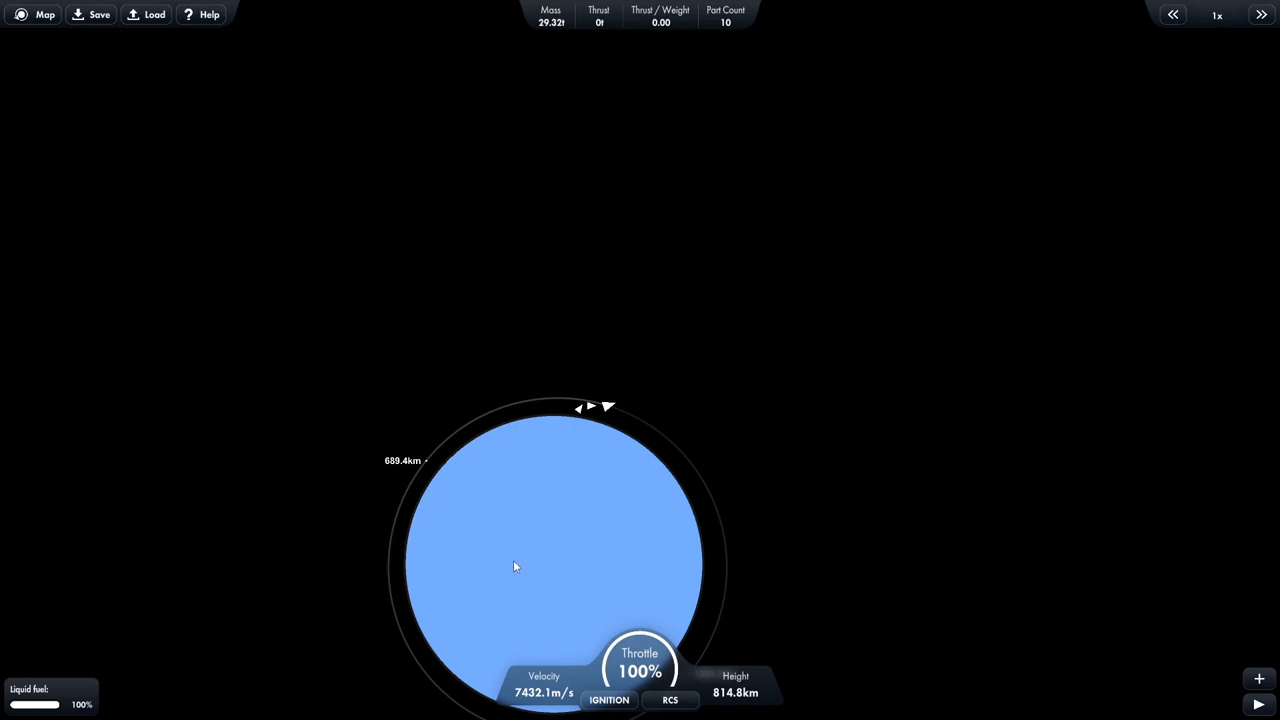 Map
Save
Load
Help
Mass
29.32t
Thrust
0t
Thrust / Weight
0.00
Part Count
10
1x
689.4km
Throttle
100%
Velocity
7432.1m/s
Height
814.8km
IGNITION
RCS
Liquid fuel:
100%